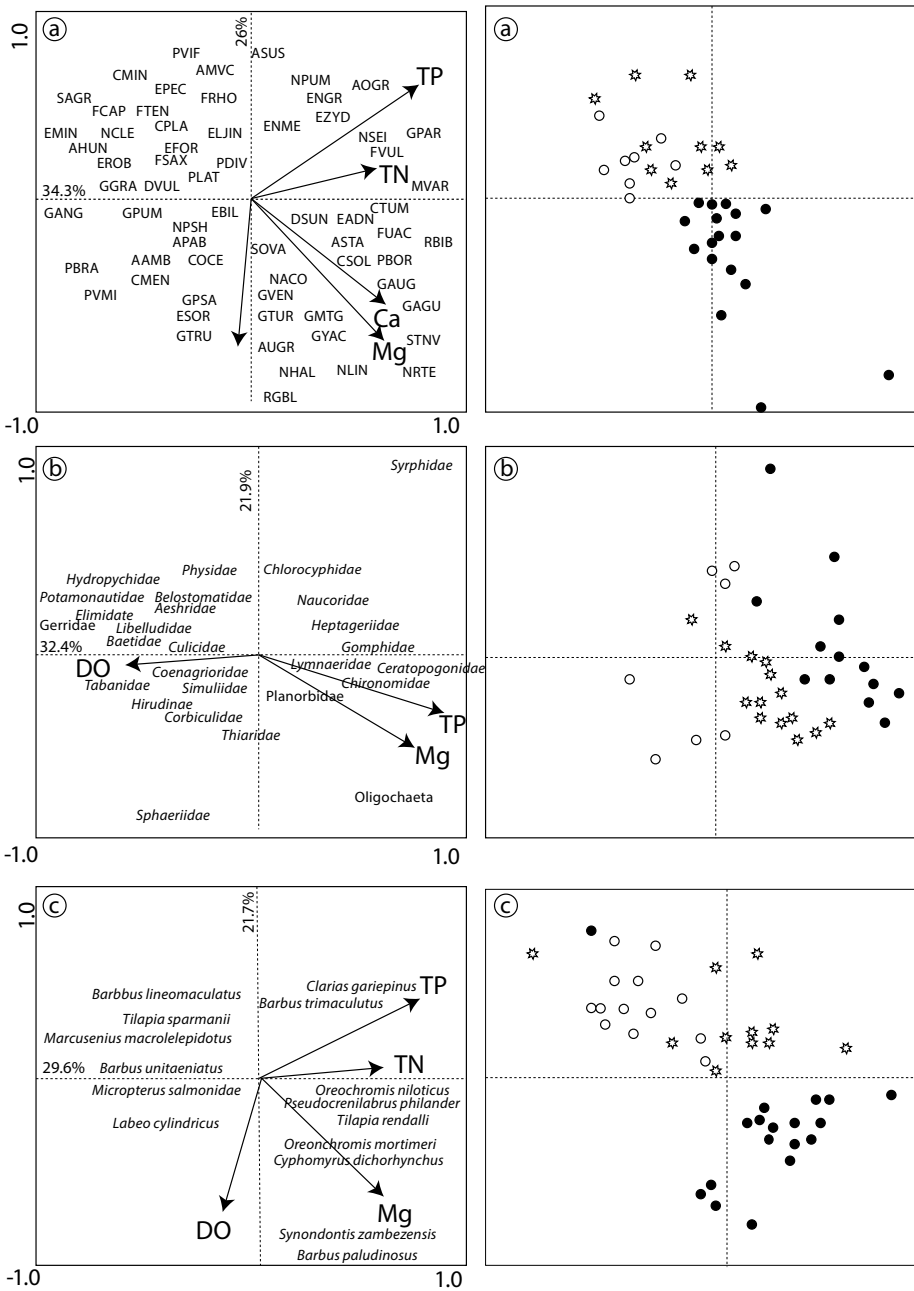 1.0
a
26%
a
PVIF ASUS
CMIN AMVC TP
EPEC NPUM AOGR
SAGR FRHO ENGR
FCAP FTEN EZYD
EMIN NCLE CPLA ELJIN ENME NSEI GPAR
AHUN EFOR FVUL
EROB FSAX PDIV TN
34.3% GGRA DVUL PLAT MVAR
GANG GPUM EBIL DSUN EADN CTUM
NPSH FUAC
APAB SOVA ASTA RBIB
PBRA AAMB COCE CSOL PBOR
CMEN NACO GAUG
PVMI GPSA GVEN GAGU
ESOR GTUR GMTG Ca
GTRU GYAC STNV
AUGR Mg
NHAL NLIN NRTE
RGBL
-1.0 1.0
1.0
b
21.9%
b
Syrphidae
Hydropychidae Physidae Chlorocyphidae
Potamonautidae Belostomatidae Naucoridae
Elimidate Aeshridae
Gerridae Libelludidae Heptageriidae
32.4% Baetidae Culicidae Gomphidae
DO Coenagrioridae Lymnaeridae Ceratopogonidae
Tabanidae Simuliidae Planorbidae Chironomidae
Hirudinae
Corbiculidae TP
Thiaridae Mg
Oligochaeta
Sphaeriidae
-1.0 1.0
1.0
c
21.7%
c
Barbbus lineomaculatus Clarias gariepinus TP
Barbus trimaculutus
Tilapia sparmanii
Marcusenius macrolelepidotus
29.6% Barbus unitaeniatus TN
Micropterus salmonidae Oreochromis niloticus
Pseudocrenilabrus philander
Labeo cylindricus Tilapia rendalli
Oreonchromis mortimeri
Cyphomyrus dichorhynchus
DO Mg
Synondontis zambezensis
Barbus paludinosus
-1.0 1.0